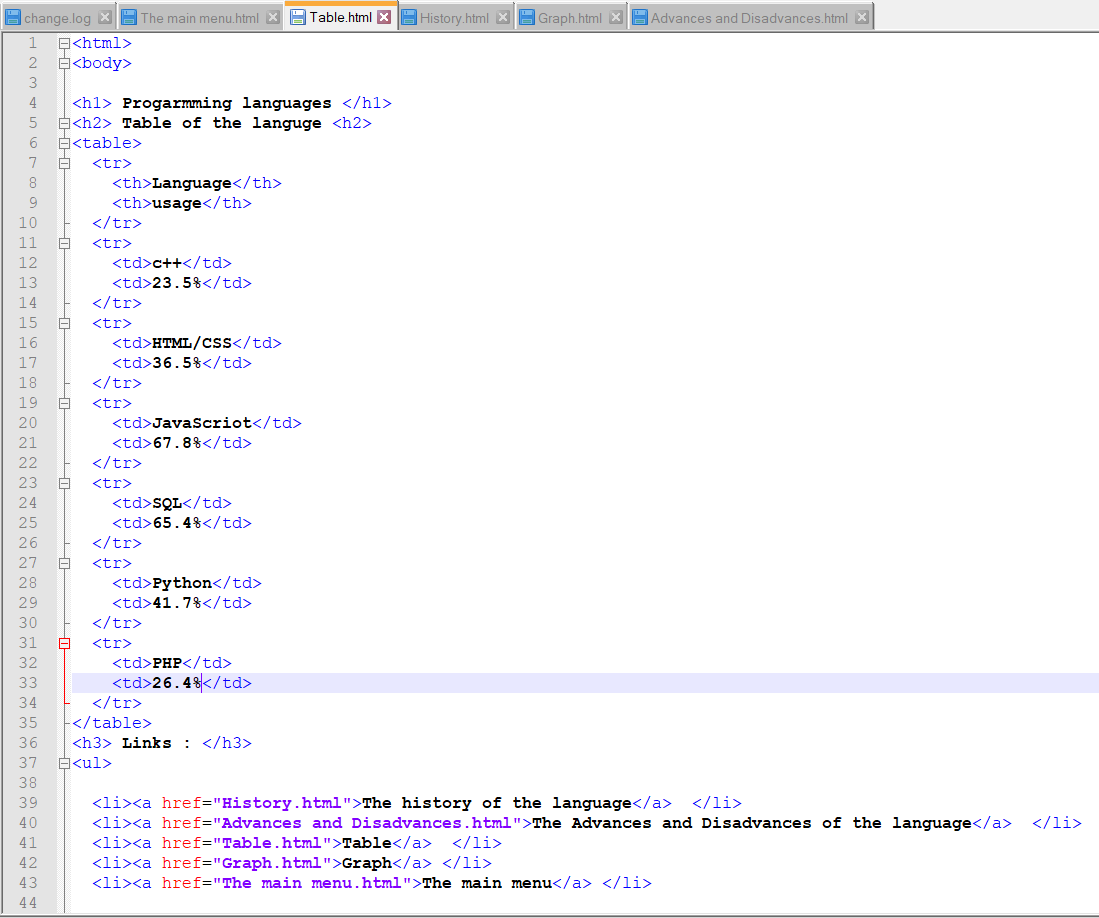 change.log The main menu.html Table.html History.html Graph.html Advances and Disadvances.html
1 <html>
2 <body>
3
4 <h1> Progarmming languages </h1>
5 <h2> Table of the languge <h2>
6 <table>
7   <tr>
8     <th>Language</th>
9     <th>usage</th>
10   </tr>
11   <tr>
12     <td>c++</td>
13     <td>23.5%</td>
14   </tr>
15   <tr>
16     <td>HTML/CSS</td>
17     <td>36.5%</td>
18   </tr>
19   <tr>
20     <td>JavaScriot</td>
21     <td>67.8%</td>
22   </tr>
23   <tr>
24     <td>SQL</td>
25     <td>65.4%</td>
26   </tr>
27   <tr>
28     <td>Python</td>
29     <td>41.7%</td>
30   </tr>
31   <tr>
32     <td>PHP</td>
33     <td>26.4%</td>
34   </tr>
35 </table>
36 <h3> Links : </h3>
37 <ul>
38
39   <li><a href="History.html">The history of the language</a>  </li>
40   <li><a href="Advances and Disadvances.html">The Advances and Disadvances of the language</a>  </li>
41   <li><a href="Table.html">Table</a>  </li>
42   <li><a href="Graph.html">Graph</a> </li>
43   <li><a href="The main menu.html">The main menu</a> </li>
44